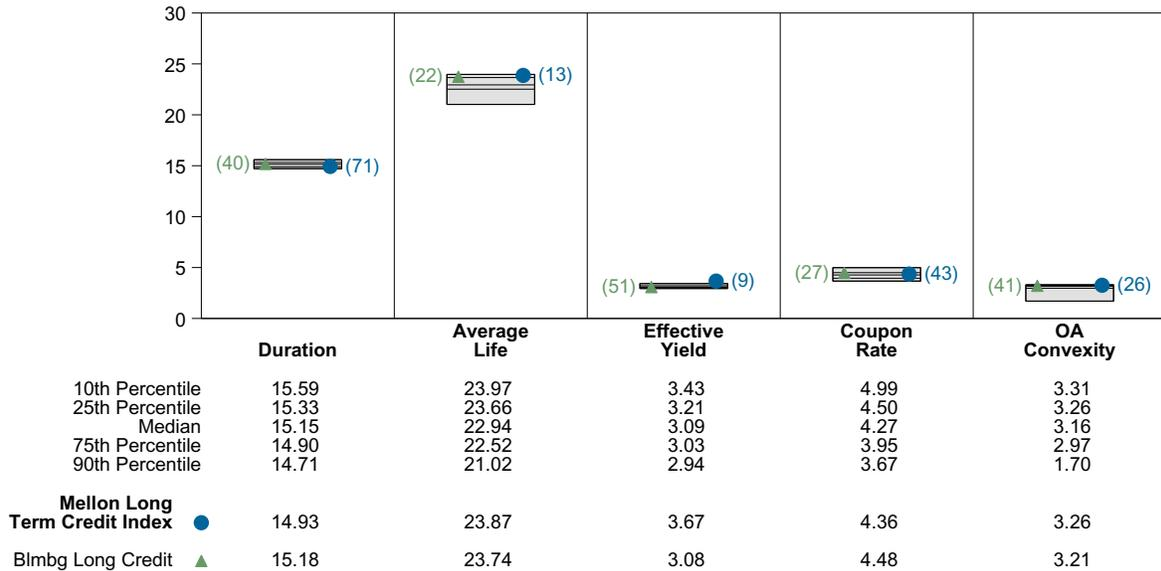 30
25
20
15
10
5
0
(40)
(71)
(22)
(13)
(51)
(9)
(27)
(43)
(41)
(26)
Duration
Average
Life
Effective
Yield
Coupon
Rate
OA
Convexity
10th Percentile 15.59 23.97 3.43 4.99 3.31
25th Percentile 15.33 23.66 3.21 4.50 3.26
Median 15.15 22.94 3.09 4.27 3.16
75th Percentile 14.90 22.52 3.03 3.95 2.97
90th Percentile 14.71 21.02 2.94 3.67 1.70
Mellon Long
Term Credit Index 14.93 23.87 3.67 4.36 3.26
Blmbg Long Credit 15.18 23.74 3.08 4.48 3.21